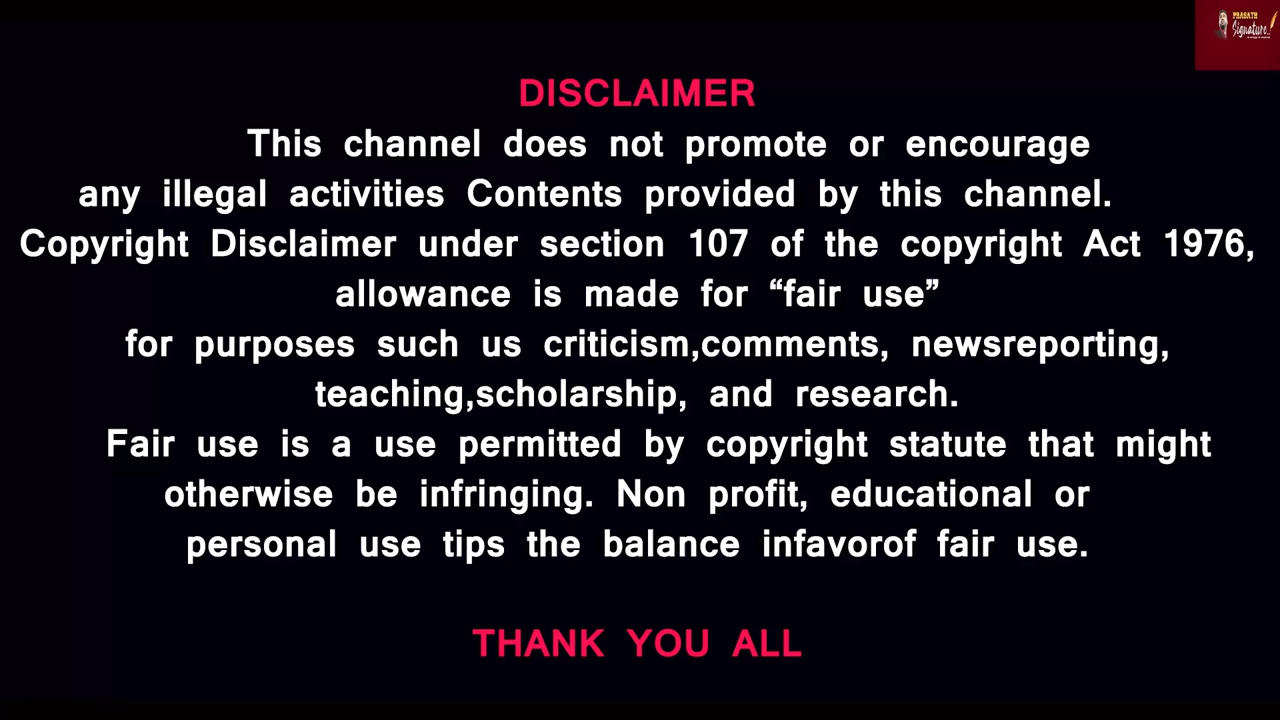 PRASATH
Signature..!
DISCLAIMER
This channel does not promote or encourage
any illegal activities Contents provided by this channel.
Copyright Disclaimer under section 107 of the copyright Act 1976,
allowance is made for “fair use”
for purposes such us criticism,comments, newsreporting,
teaching,scholarship, and research.
Fair use is a use permitted by copyright statute that might
otherwise be infringing. Non profit, educational or
personal use tips the balance infavorof fair use.
THANK YOU ALL